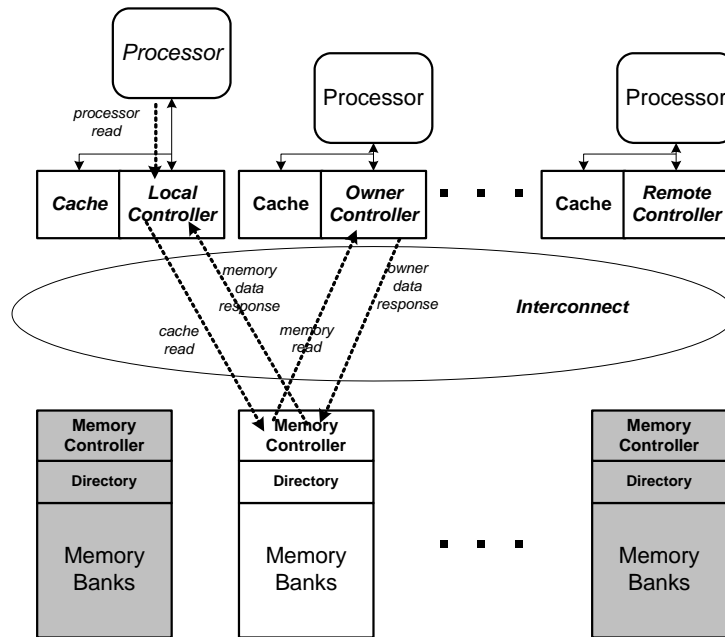 Processor
Processor
Processor
processor
read
Cache
Local
Controller
Cache
Owner
Controller
Cache
Remote
Controller
memory
data
response
owner
data
response
Interconnect
cache
read
memory
read
Memory
Controller
Directory
Memory
Banks
Memory
Controller
Directory
Memory
Banks
Memory
Controller
Directory
Memory
Banks